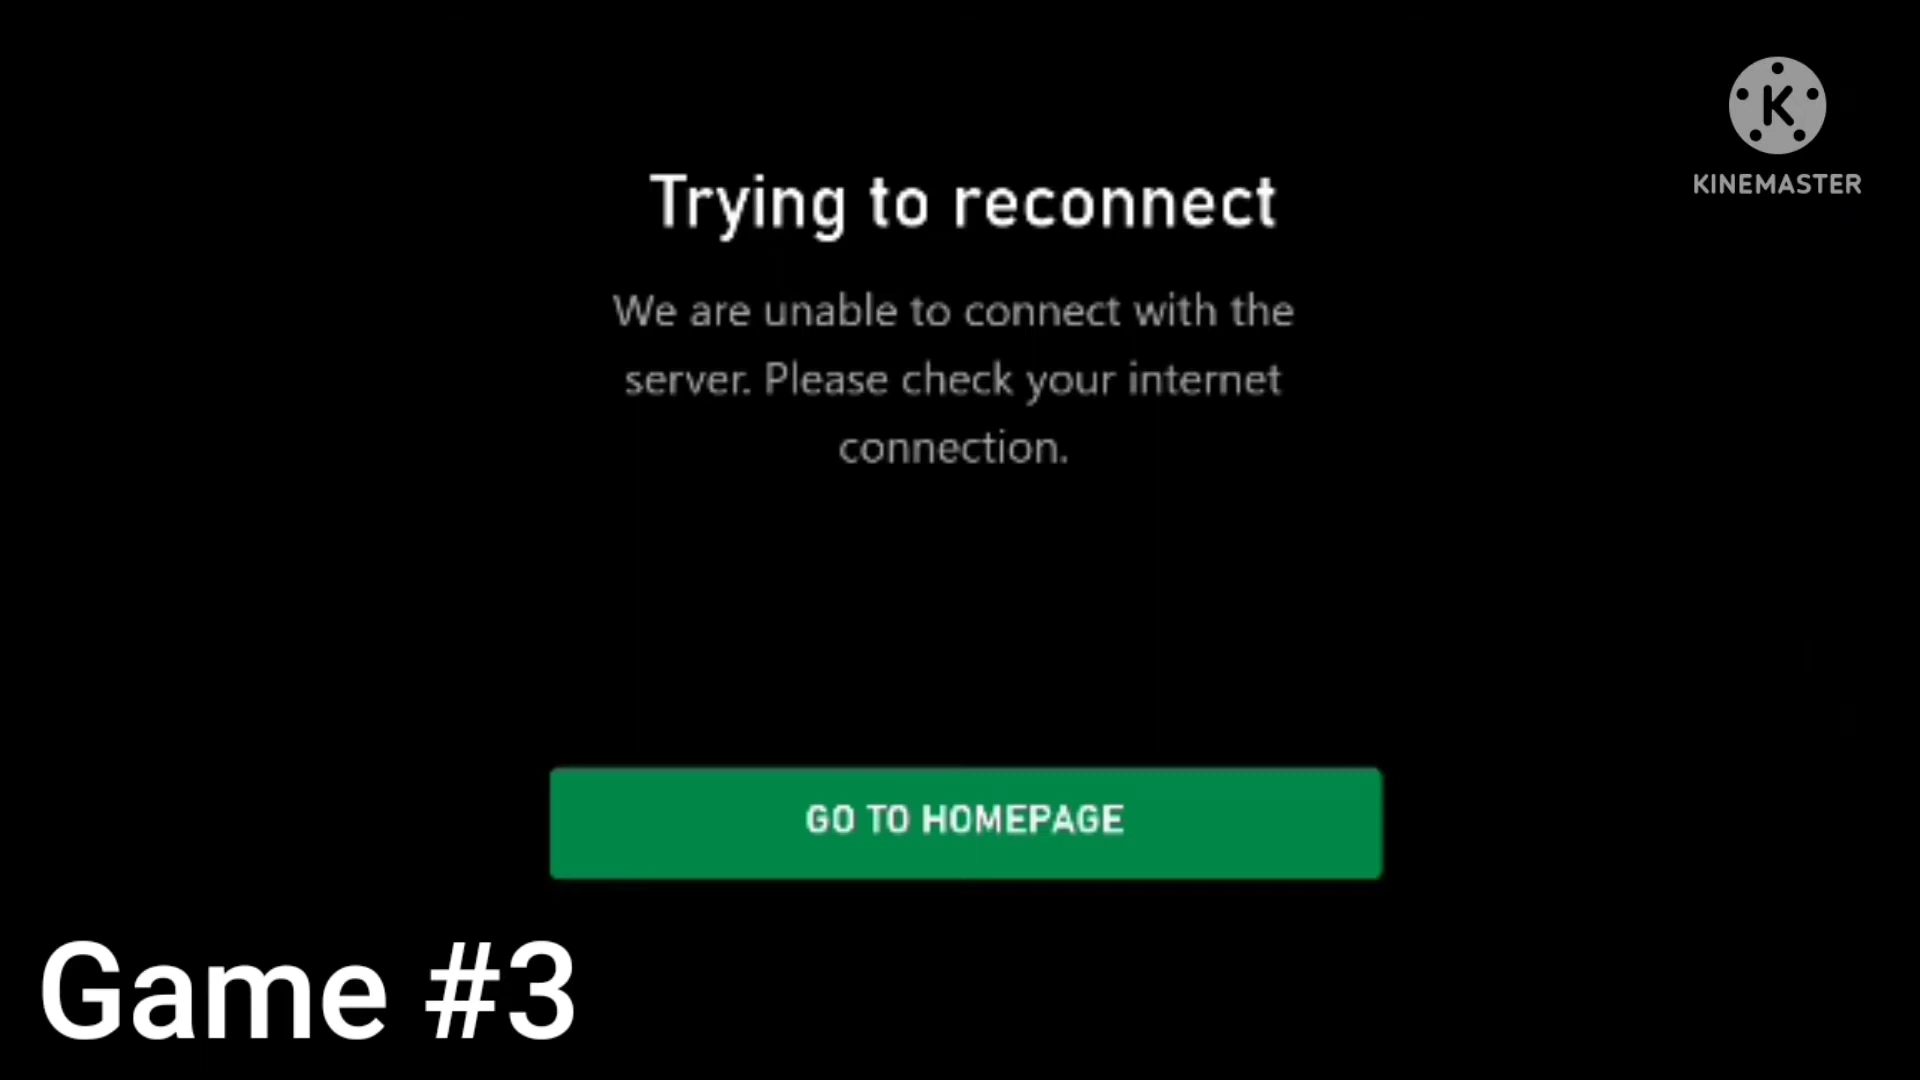 K
KINEMASTER
Trying to reconnect
We are unable to connect with the
server. Please check your internet
connection.
GO TO HOMEPAGE
Game #3